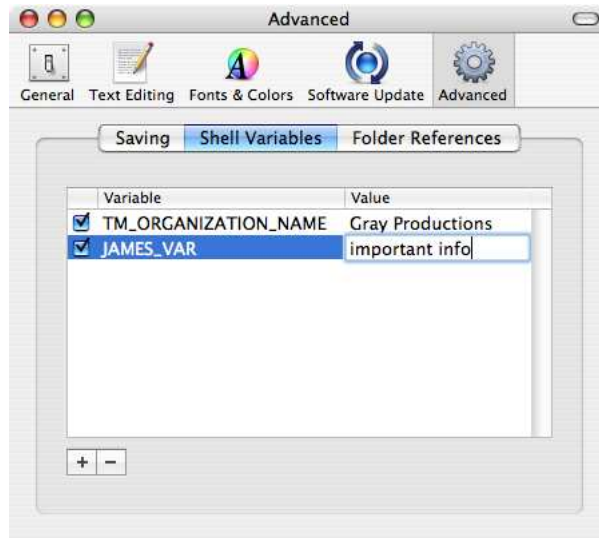 Advanced
General Text Editing Fonts & Colors Software Update Advanced
Saving Shell Variables Folder References
Variable Value
TM_ORGANIZATION_NAME Gray Productions
JAMES_VAR important info
+ −